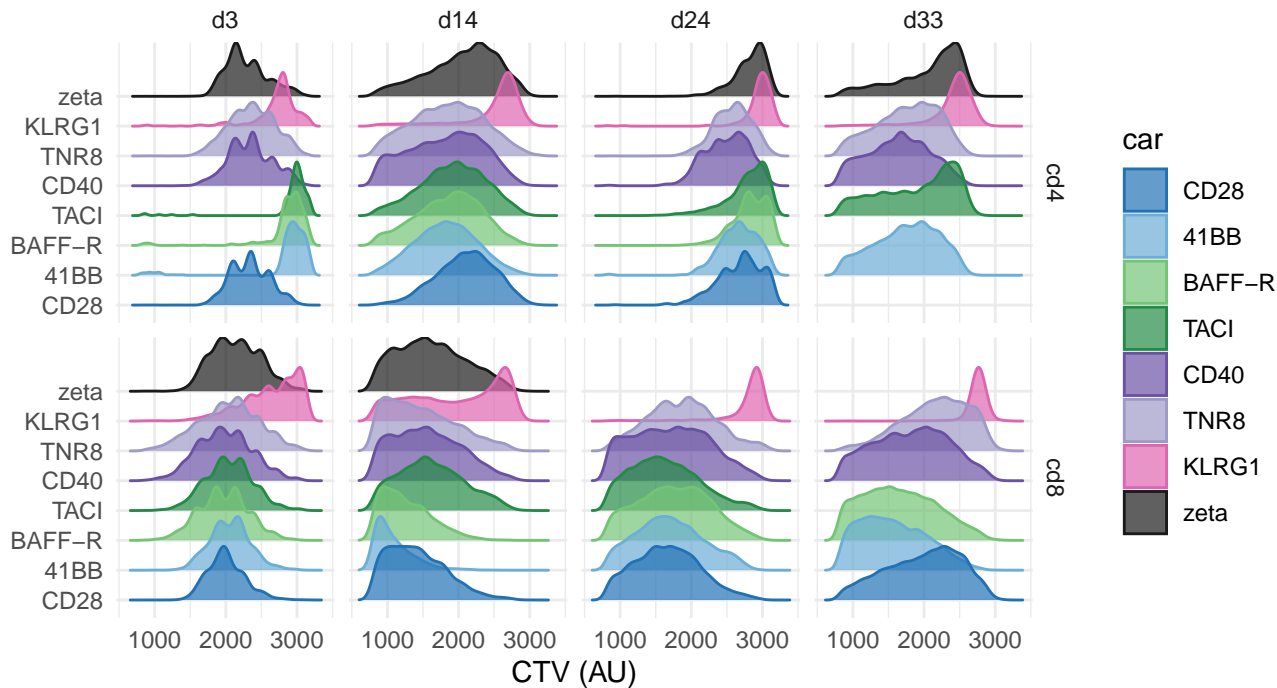 d3 d14 d24 d33
zeta
KLRG1
TNR8
CD40
TACI
BAFF−R
41BB
CD28
cd4
zeta
KLRG1
TNR8
CD40
TACI
BAFF−R
41BB
CD28
cd8
1000 2000 3000 1000 2000 3000 1000 2000 3000 1000 2000 3000
CTV (AU)
car
CD28
41BB
BAFF−R
TACI
CD40
TNR8
KLRG1
zeta